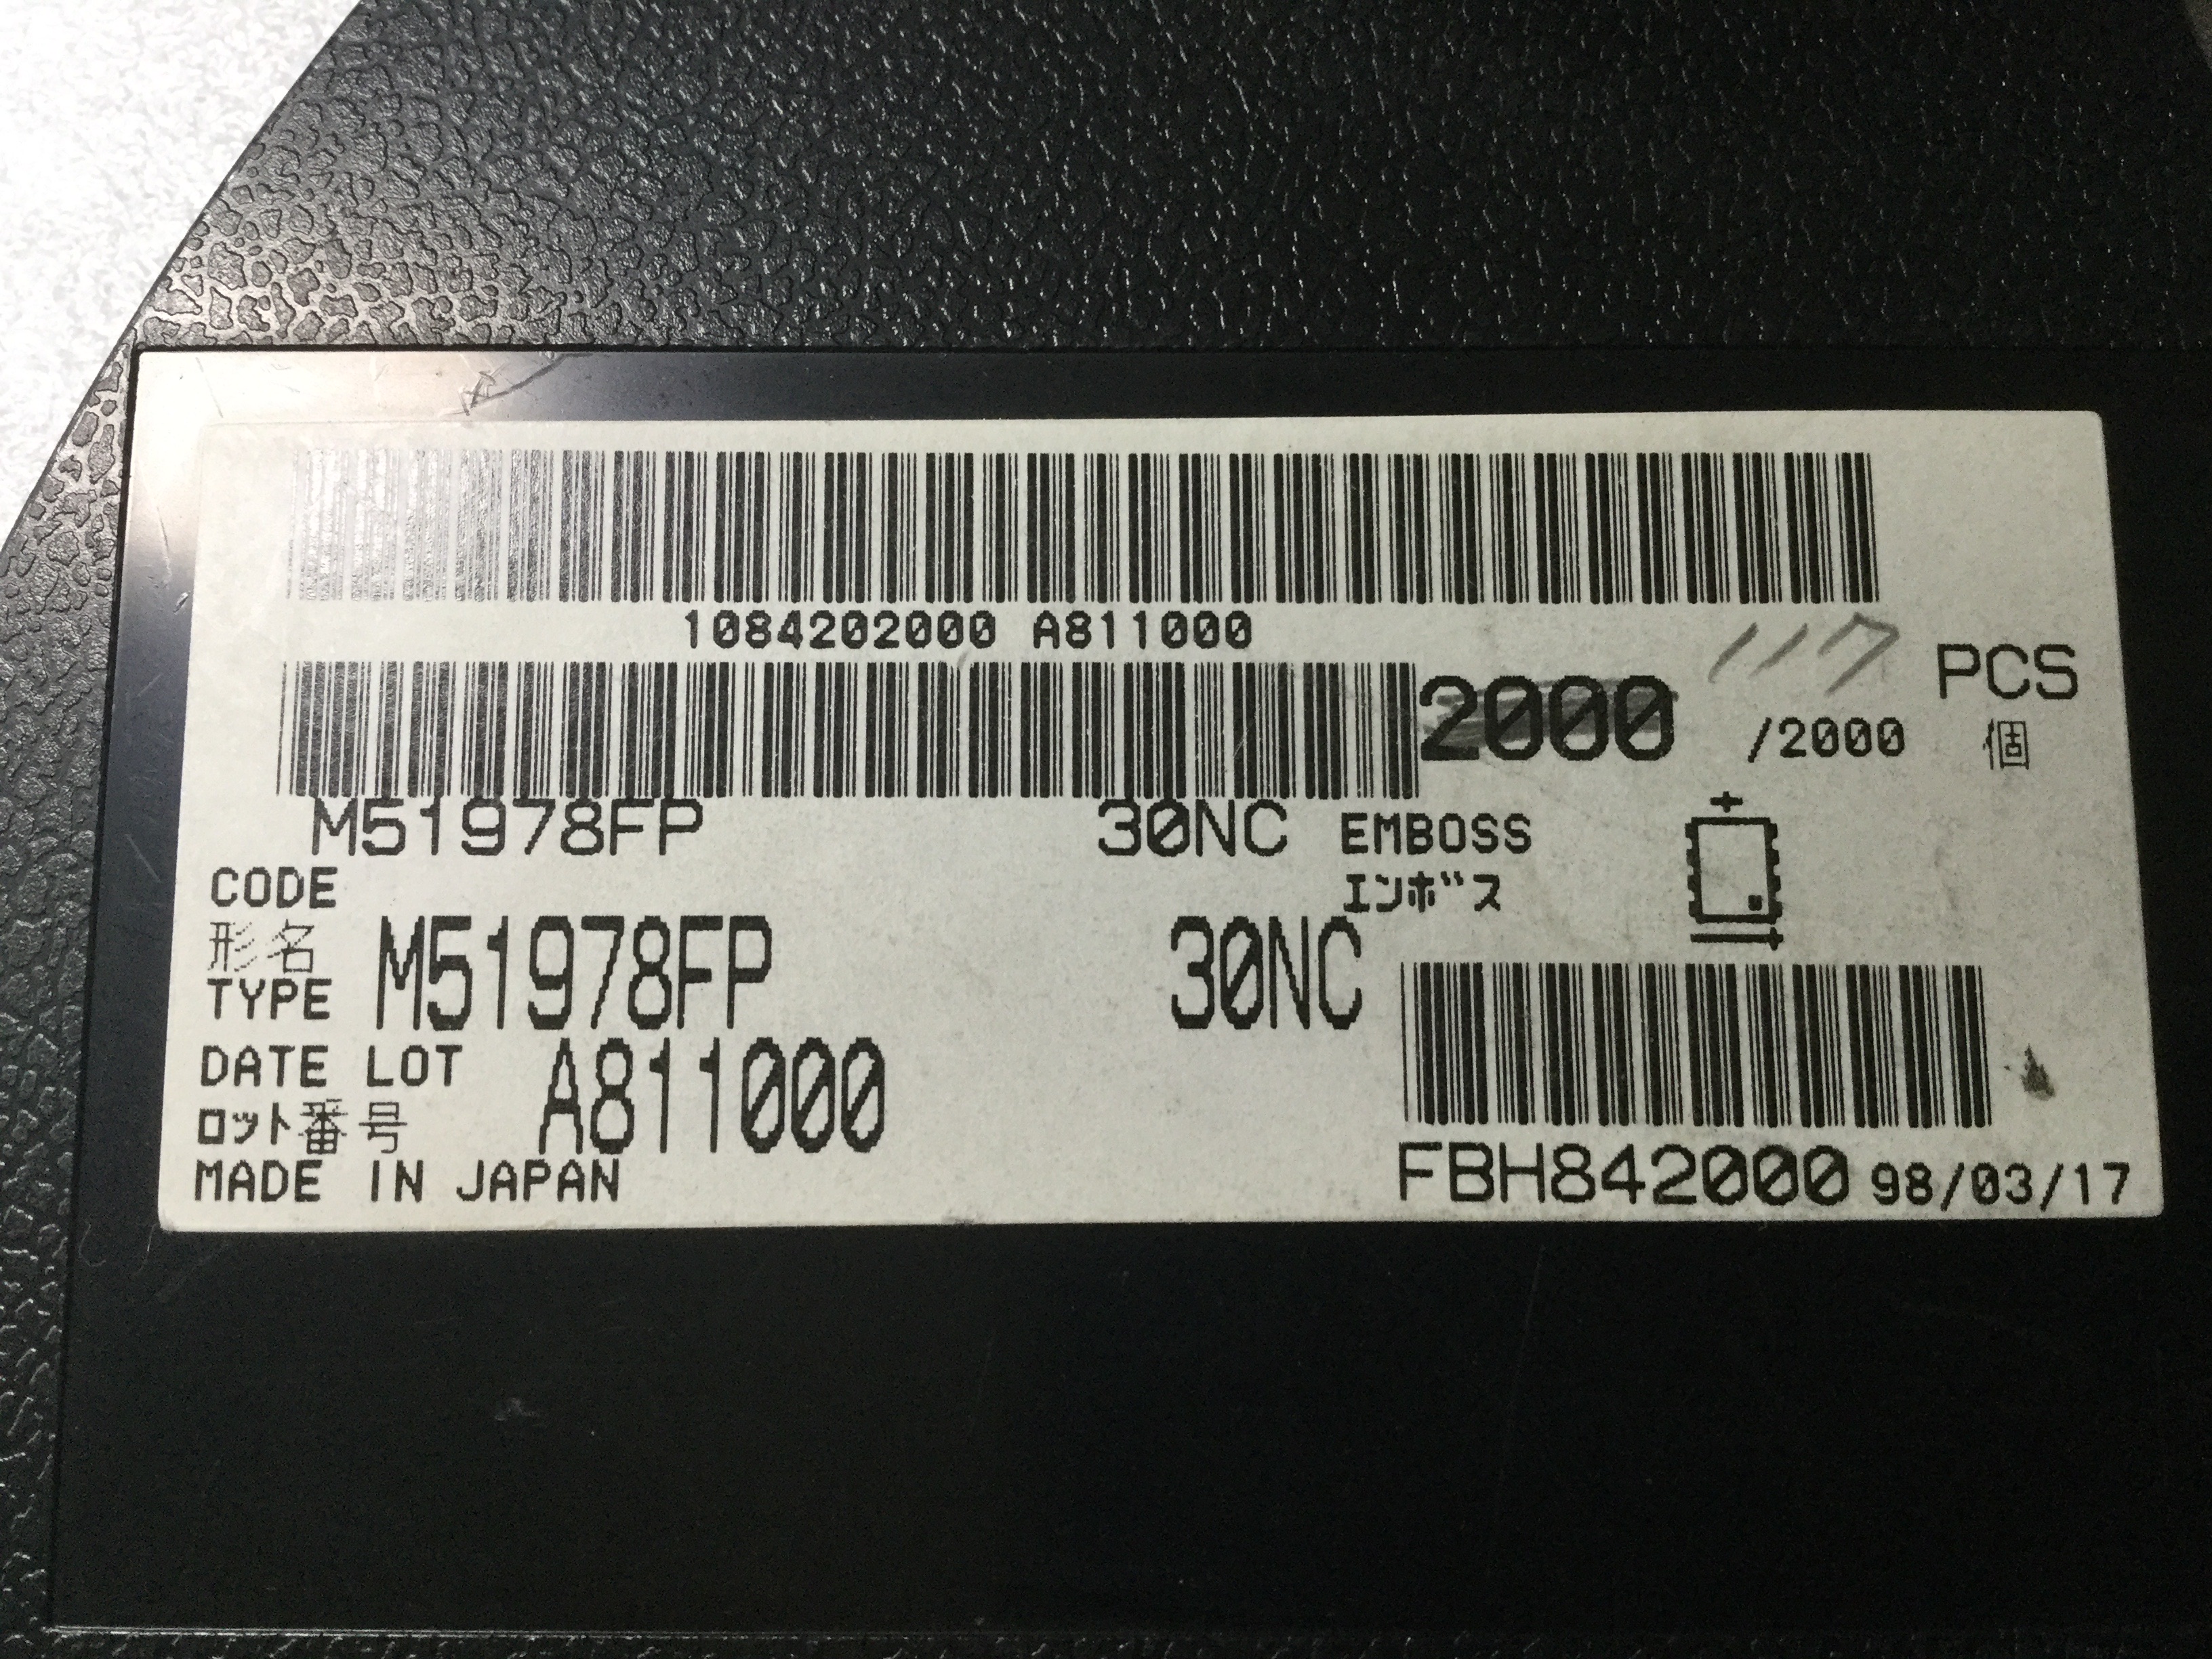 1084202000 A811000
117
2000 /2000 PCS
個
M51978FP 30NC EMBOSS
エンボス
CODE
形名
TYPE M51978FP 30NC
DATE LOT A811000
ロット番号
MADE IN JAPAN
FBH842000 98/03/17